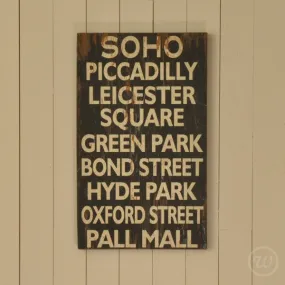 SOHO
PICCADILLY
LEICESTER
SQUARE
GREEN PARK
BOND STREET
HYDE PARK
OXFORD STREET
PALL MALL
w